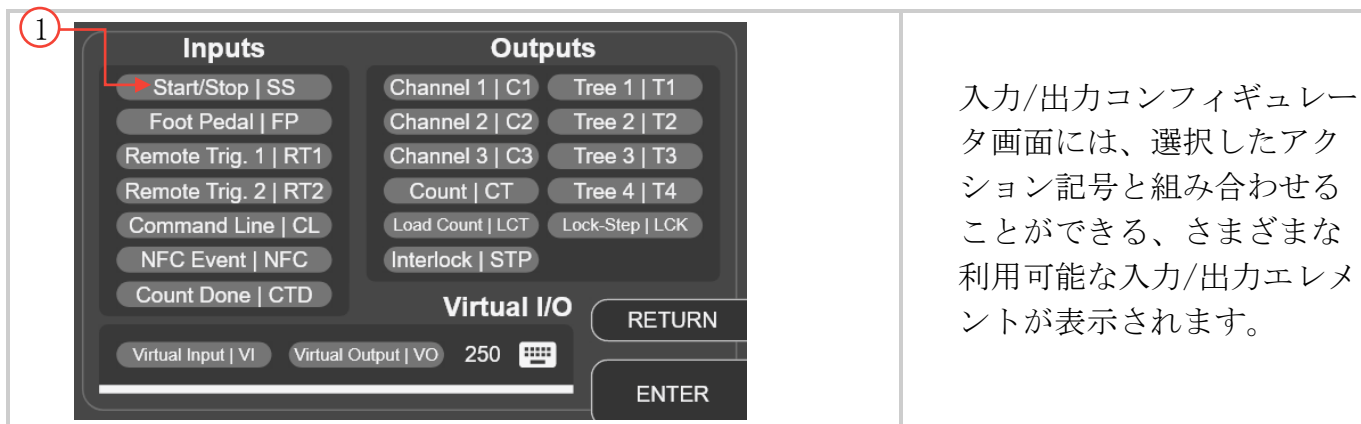 1
Inputs
Outputs
Start/Stop | SS
Channel 1 | C1
Tree 1 | T1
Foot Pedal | FP
Channel 2 | C2
Tree 2 | T2
Remote Trig. 1 | RT1
Channel 3 | C3
Tree 3 | T3
Remote Trig. 2 | RT2
Count | CT
Tree 4 | T4
Command Line | CL
Load Count | LCT
Lock-Step | LCK
NFC Event | NFC
Interlock | STP
Count Done | CTD
Virtual I/O
RETURN
Virtual Input | VI
Virtual Output | VO
250
ENTER
入力/出力コンフィギュレー
タ画面には、選択したアク
ション記号と組み合わせる
ことができる、さまざまな
利用可能な入力/出力エレメ
ントが表示されます。